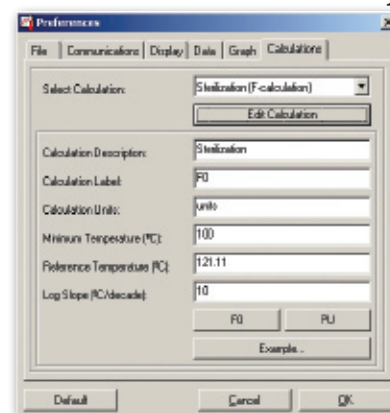 Preferences
File Communications Display Data Graph Calculations
Select Calculation: Sterilization (F-calculation)
Edit Calculation
Calculation Description: Sterilization
Calculation Label: F0
Calculation Units: units
Minimum Temperature (ºC): 100
Reference Temperature (ºC): 121.11
Log Slope (ºC/decade): 10
F0 PU
Example...
Default Cancel OK